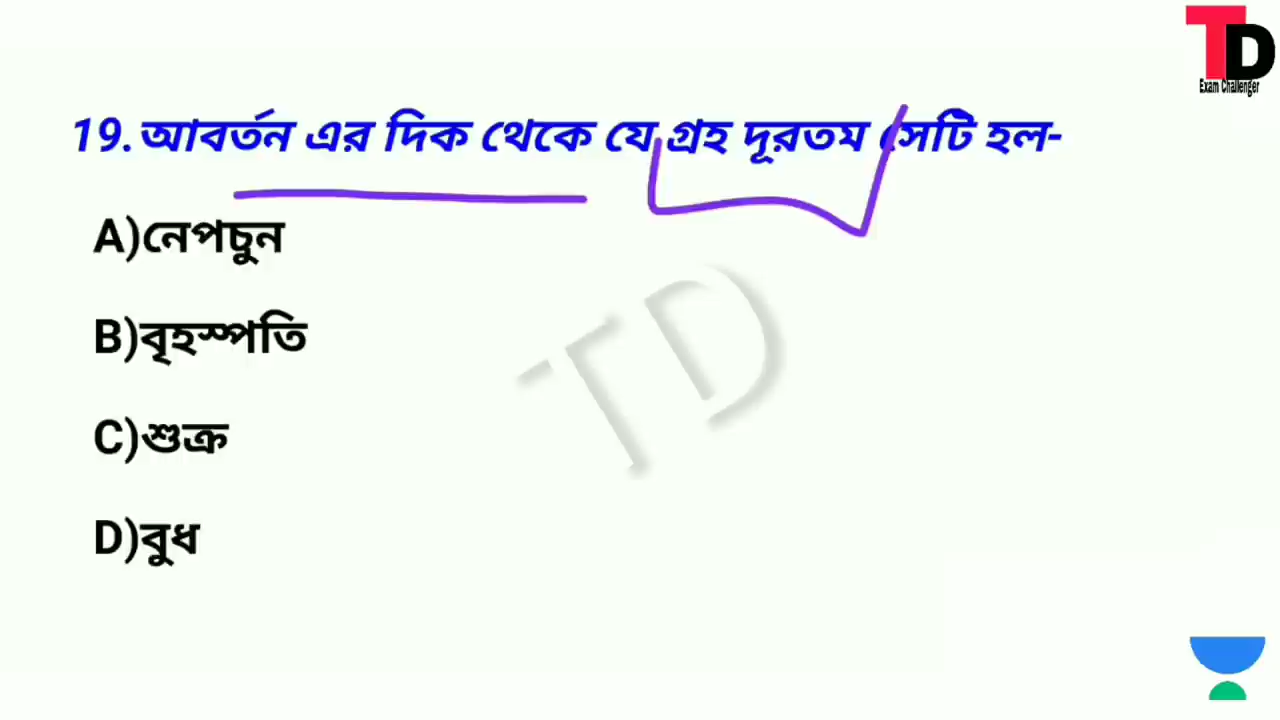 TD
Exam Challenger
19.আবর্তন এর দিক থেকে যে গ্রহ দূরতম সেটি হল-
A)নেপচুন
B)বৃহস্পতি
C)শুক্র
D)বুধ
TD